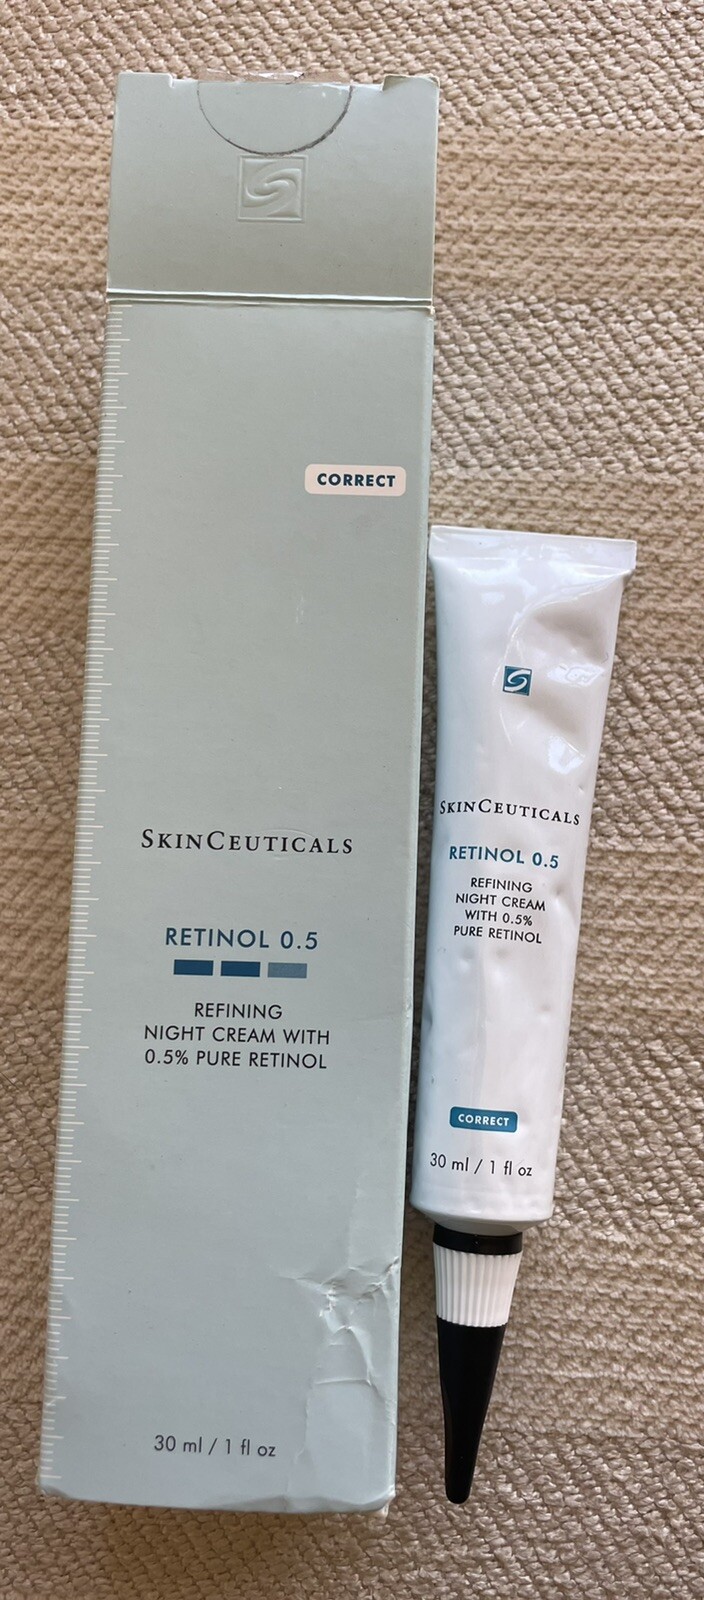 CORRECT
SKINCEUTICALS
RETINOL 0.5
REFINING
NIGHT CREAM WITH
0.5% PURE RETINOL
30 ml / 1 fl oz
SKINCEUTICALS
RETINOL 0.5
REFINING
NIGHT CREAM
WITH 0.5%
PURE RETINOL
CORRECT
30 ml / 1 fl oz